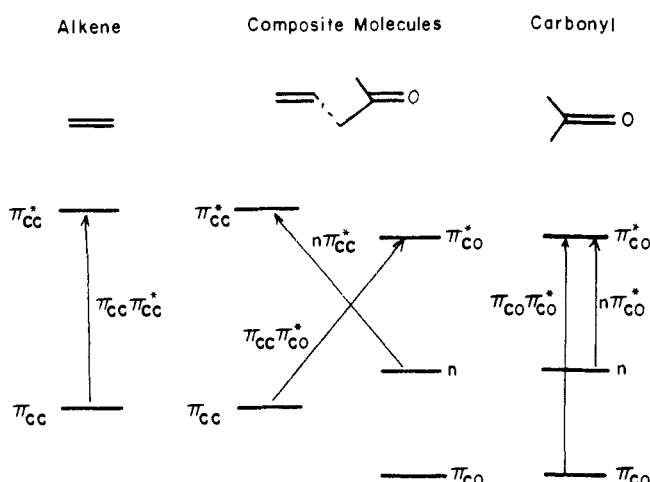 Alkene Composite Molecules Carbonyl
O O
π*CC π*CC π*CO π*CO
nπ*CC
πCCπ*CC πCCπ*CO πCOπ*CO nπ*CO
n n
πCC πCC
πCO πCO